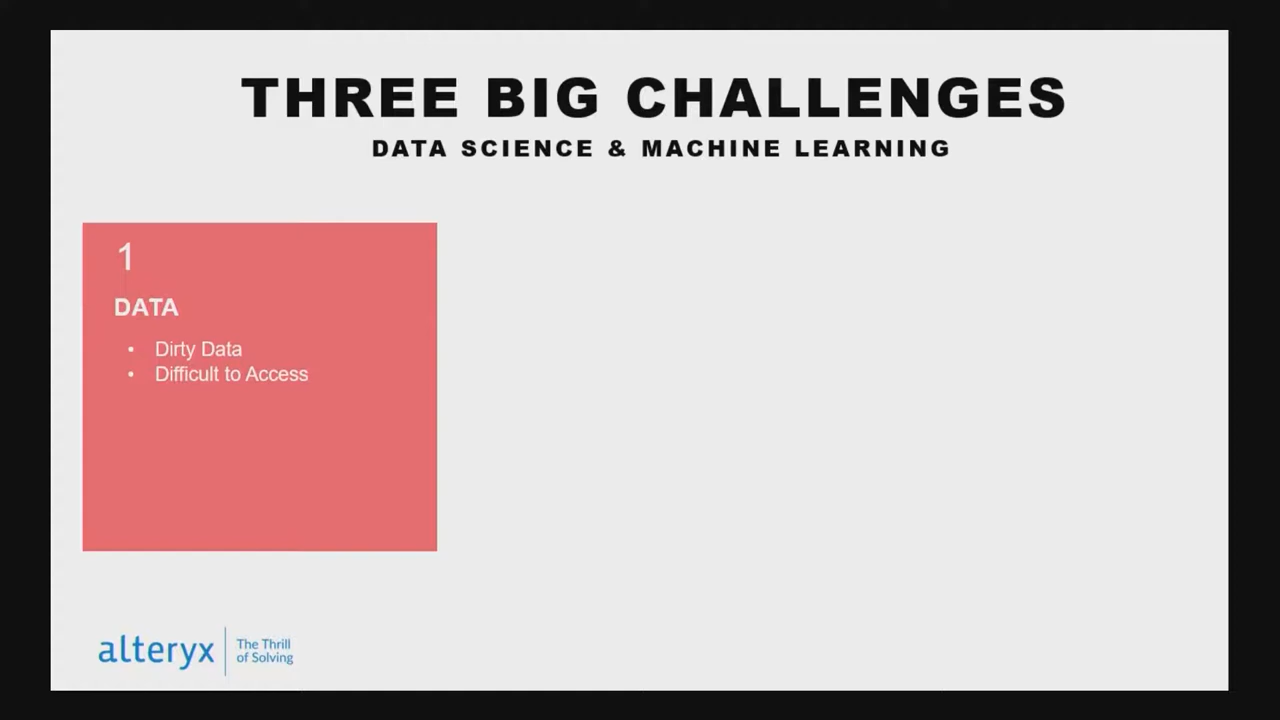 THREE BIG CHALLENGES
DATA SCIENCE & MACHINE LEARNING
1
DATA
• Dirty Data
• Difficult to Access
alteryx
The Thrill
of Solving